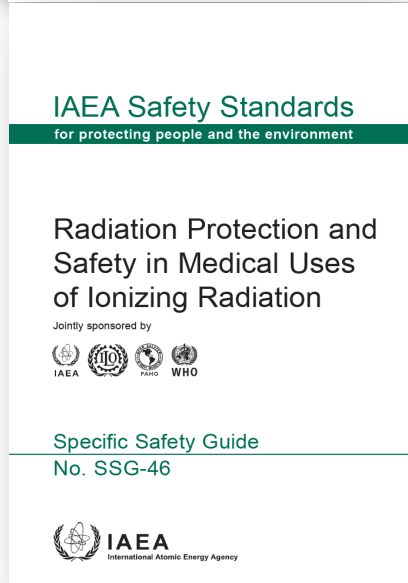 IAEA Safety Standards
for protecting people and the environment
Radiation Protection and
Safety in Medical Uses
of Ionizing Radiation
Jointly sponsored by
IAEA ILO PAHO WHO
Specific Safety Guide
No. SSG-46
IAEA
International Atomic Energy Agency